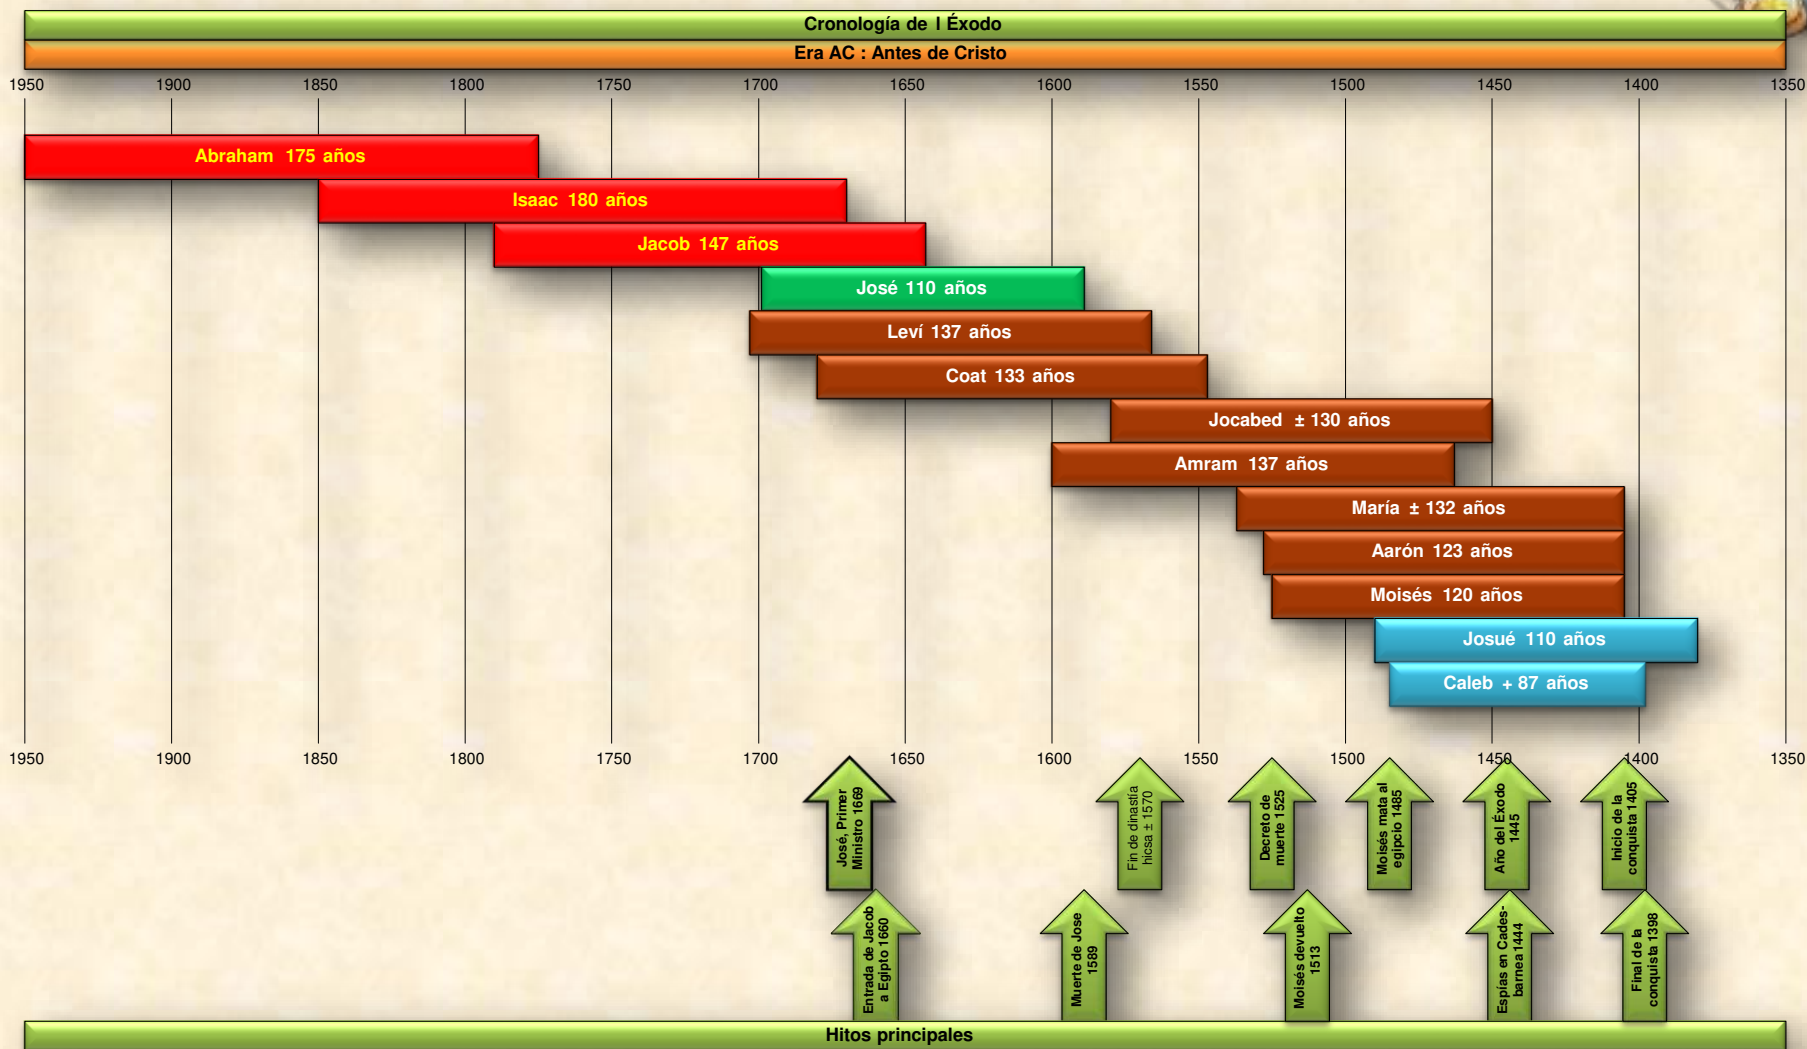 Cronología de l Éxodo
Era AC : Antes de Cristo
1950 1900 1850 1800 1750 1700 1650 1600 1550 1500 1450 1400 1350
Abraham 175 años
Isaac 180 años
Jacob 147 años
José 110 años
Leví 137 años
Coat 133 años
Jocabed ± 130 años
Amram 137 años
María ± 132 años
Aarón 123 años
Moisés 120 años
Josué 110 años
Caleb + 87 años
1950 1900 1850 1800 1750 1700 1650 1600 1550 1500 1450 1400 1350
José, Primer
Ministro 1669
Fin de dinastía
hicsa ± 1570
Decreto de
muerte 1525
Moisés mata al
egipcio 1485
Año del Éxodo
1445
Inicio de la
conquista 1405
Entrada de Jacob
a Egipto 1660
Muerte de Jose
1589
Moisés devuelto
1513
Espías en Cades-
barnea 1444
Final de la
conquista 1398
Hitos principales